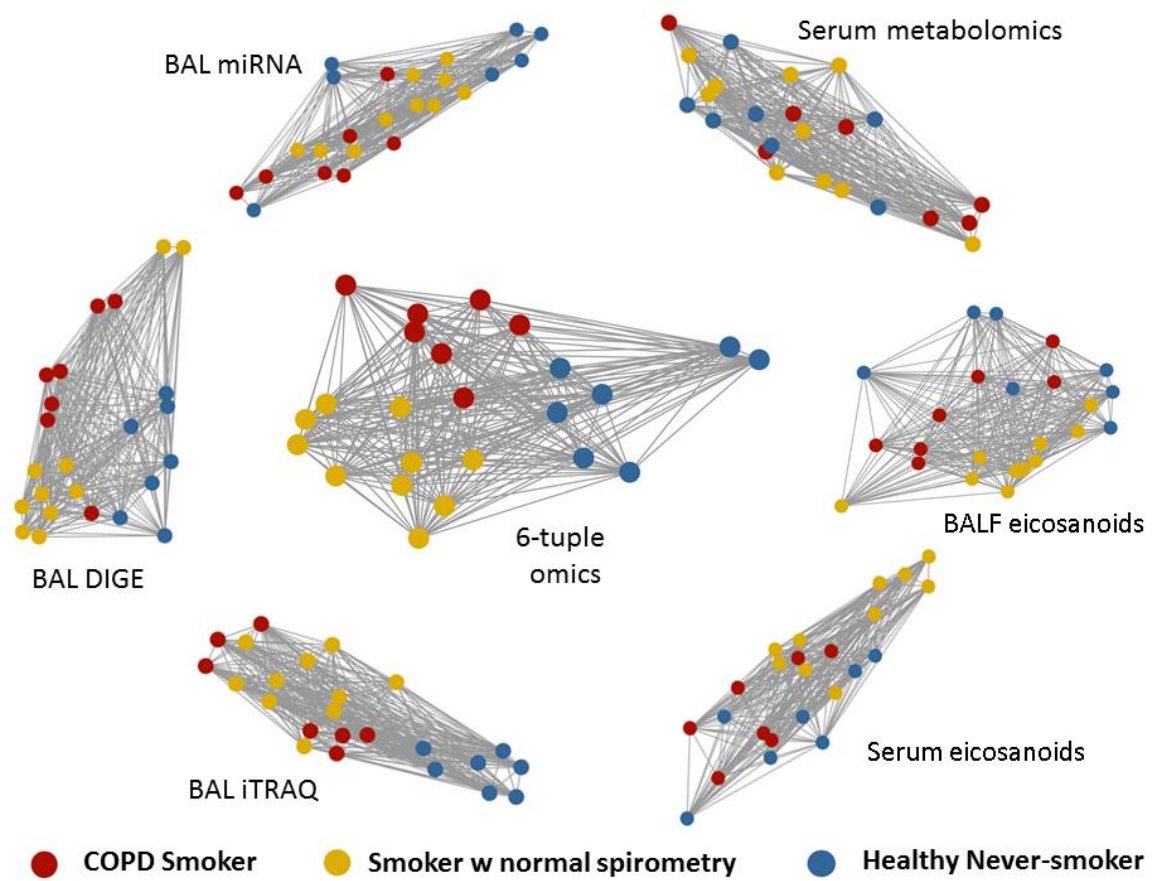 BAL miRNA
Serum metabolomics
BAL DIGE
6-tuple
omics
BALF eicosanoids
BAL iTRAQ
Serum eicosanoids
COPD Smoker
Smoker w normal spirometry
Healthy Never-smoker